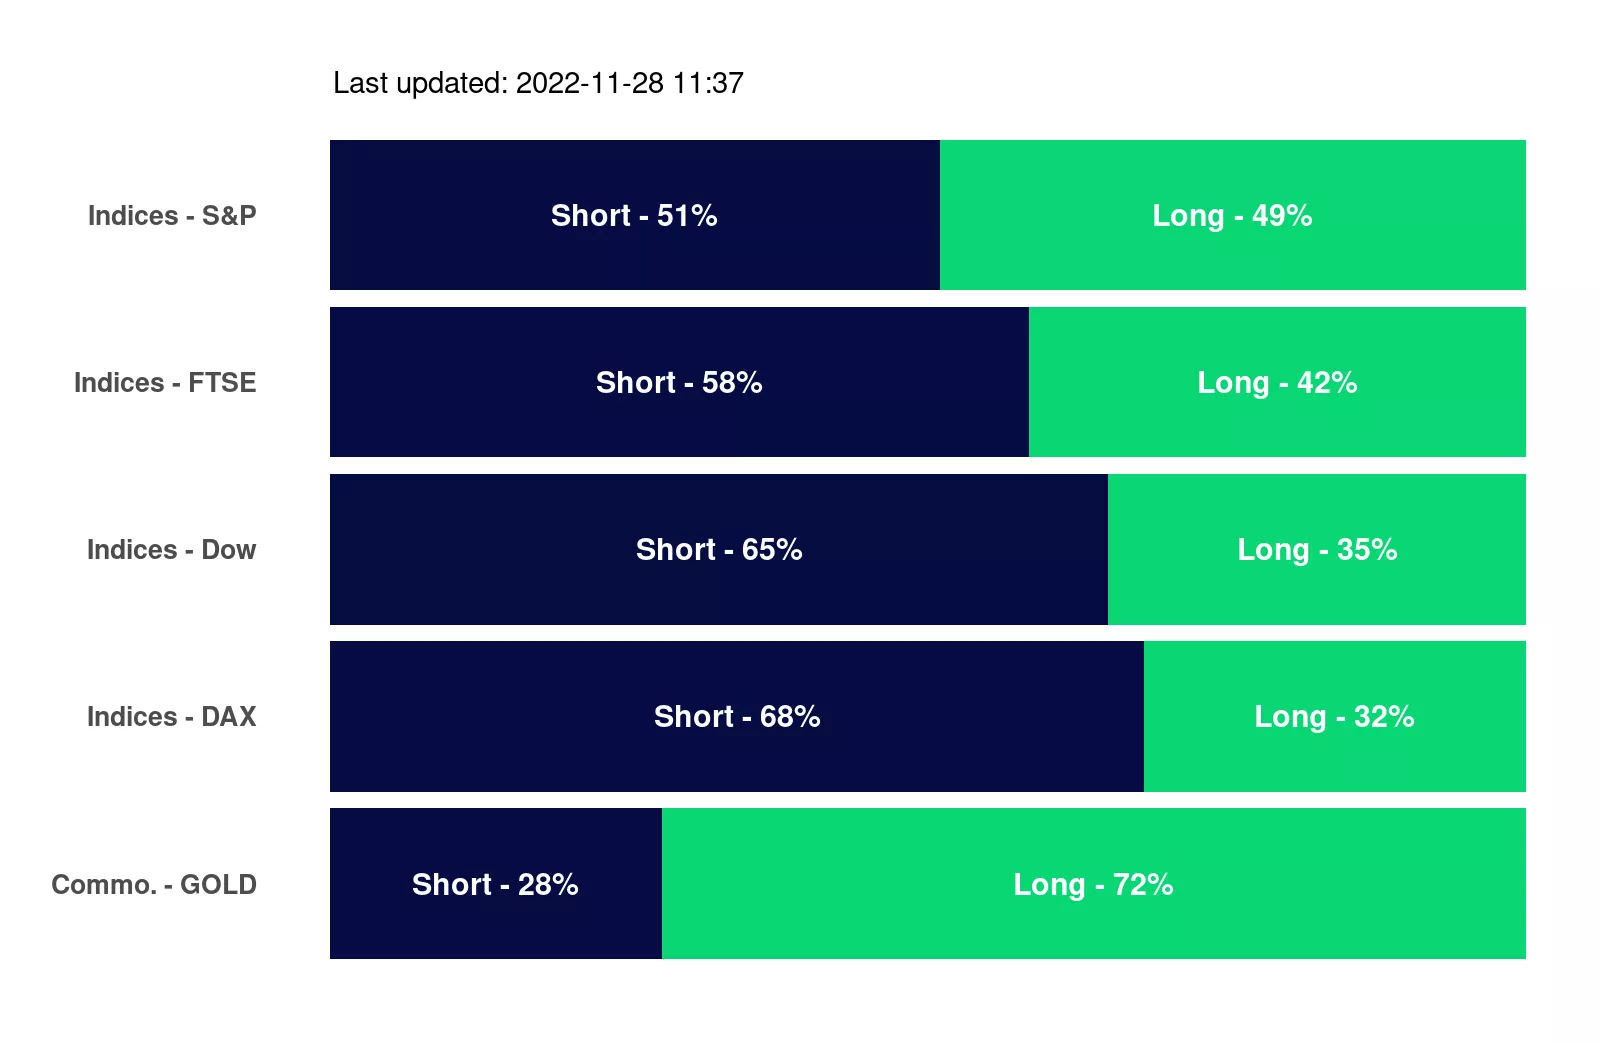 Last updated: 2022-11-28 11:37
Indices - S&P Short - 51% Long - 49%
Indices - FTSE Short - 58% Long - 42%
Indices - Dow Short - 65% Long - 35%
Indices - DAX Short - 68% Long - 32%
Commo. - GOLD Short - 28% Long - 72%